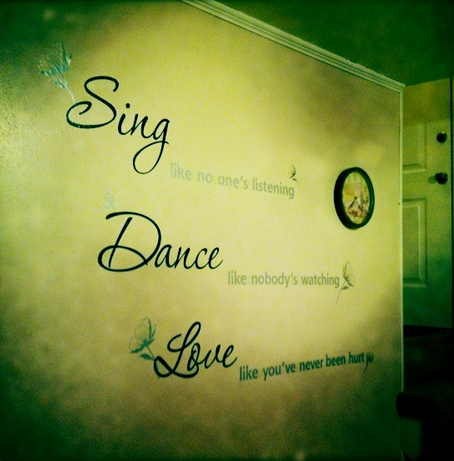 Sing
like no one's listening
Dance
like nobody's watching
Love
like you've never been hurt